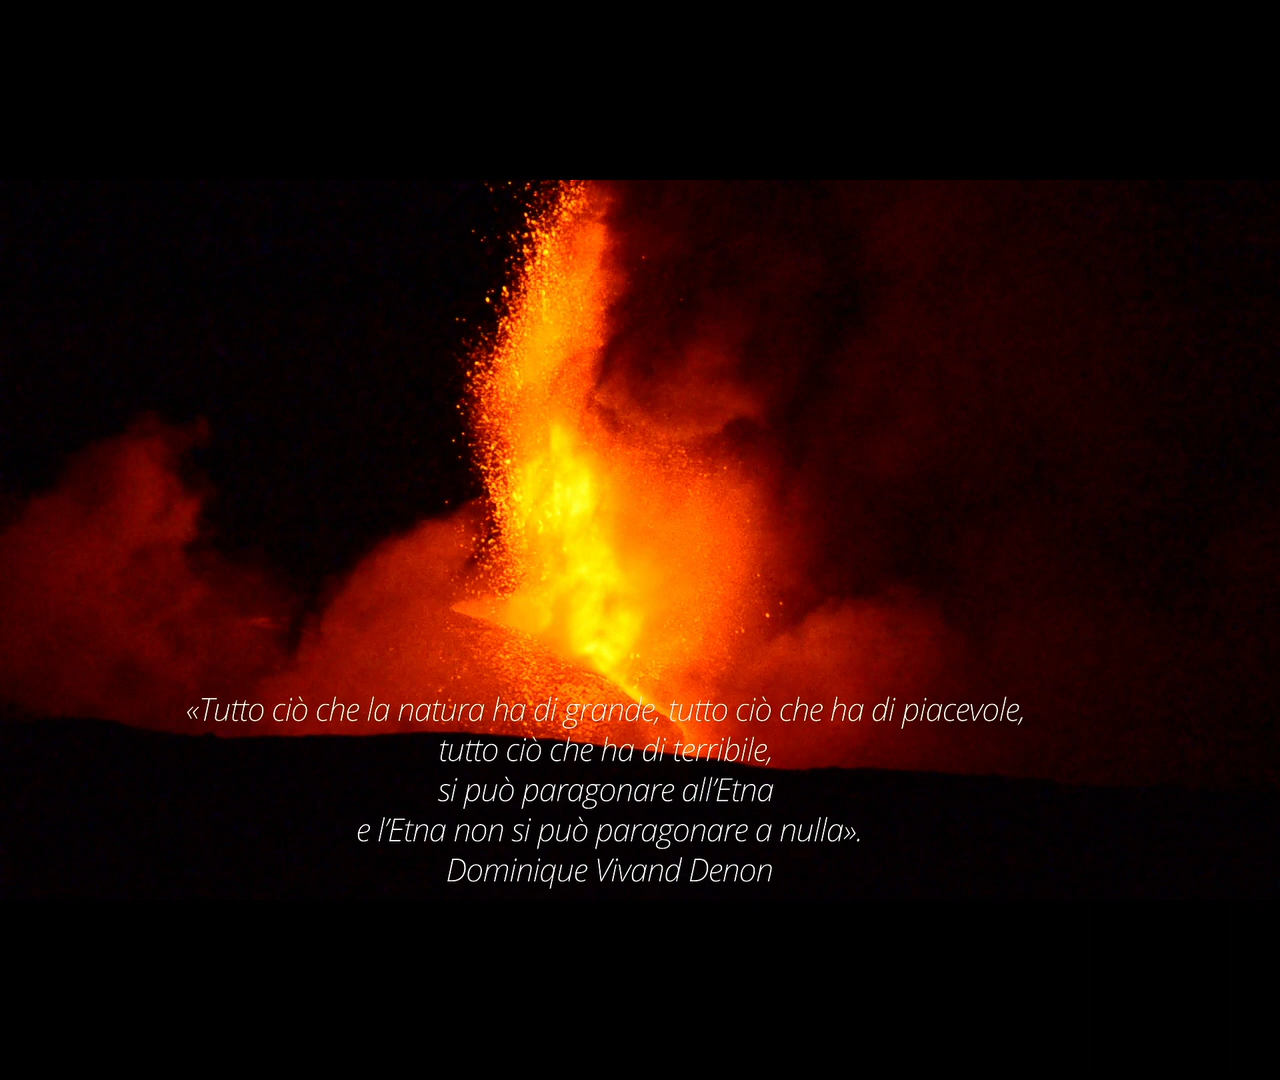 «Tutto ciò che la natura ha di grande, tutto ciò che ha di piacevole,
tutto ciò che ha di terribile,
si può paragonare all’Etna
e l’Etna non si può paragonare a nulla».
Dominique Vivand Denon